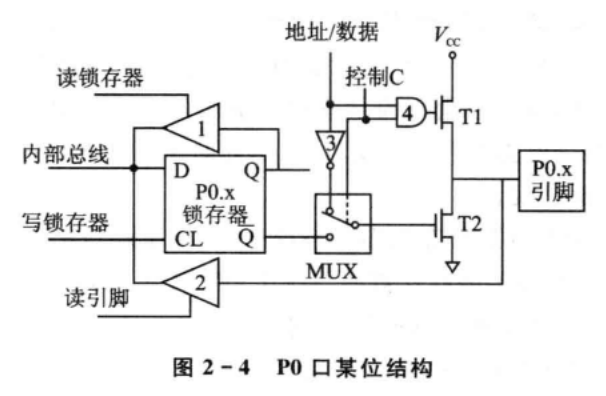 地址/数据
Vcc
控制C
读锁存器
4
T1
1
3
内部总线
D
Q
P0.x
锁存器
P0.x
引脚
写锁存器
CL
Q̅
T2
MUX
2
读引脚
图 2-4 P0 口某位结构